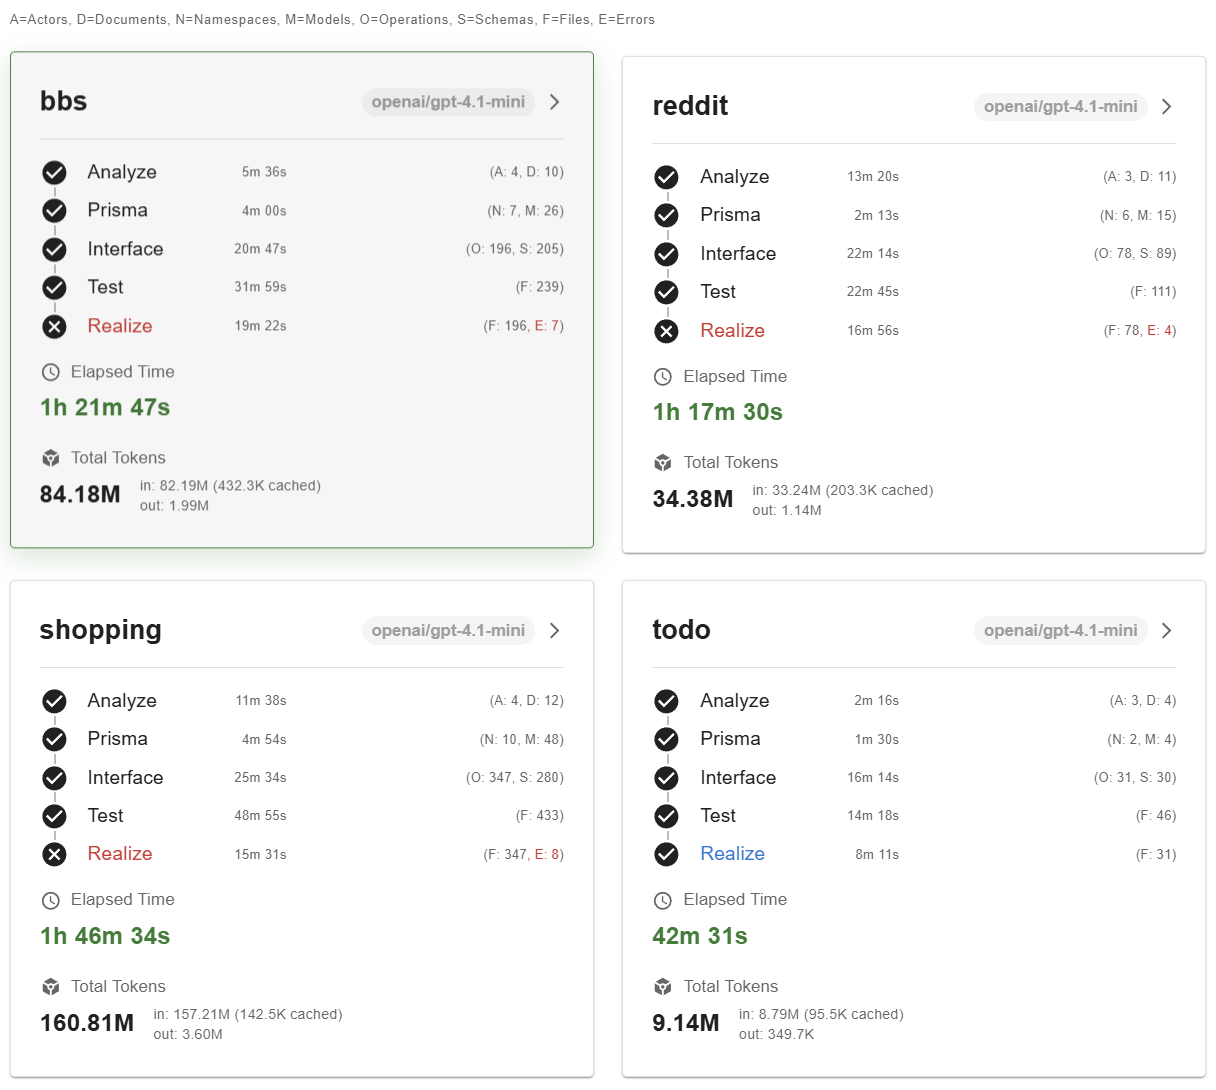 A=Actors, D=Documents, N=Namespaces, M=Models, O=Operations, S=Schemas, F=Files, E=Errors
bbs openai/gpt-4.1-mini
Analyze 5m 36s (A: 4, D: 10)
Prisma 4m 00s (N: 7, M: 26)
Interface 20m 47s (O: 196, S: 205)
Test 31m 59s (F: 239)
Realize 19m 22s (F: 196, E: 7)
Elapsed Time
1h 21m 47s
Total Tokens
84.18M
in: 82.19M (432.3K cached)
out: 1.99M
reddit openai/gpt-4.1-mini
Analyze 13m 20s (A: 3, D: 11)
Prisma 2m 13s (N: 6, M: 15)
Interface 22m 14s (O: 78, S: 89)
Test 22m 45s (F: 111)
Realize 16m 56s (F: 78, E: 4)
Elapsed Time
1h 17m 30s
Total Tokens
34.38M
in: 33.24M (203.3K cached)
out: 1.14M
shopping openai/gpt-4.1-mini
Analyze 11m 38s (A: 4, D: 12)
Prisma 4m 54s (N: 10, M: 48)
Interface 25m 34s (O: 347, S: 280)
Test 48m 55s (F: 433)
Realize 15m 31s (F: 347, E: 8)
Elapsed Time
1h 46m 34s
Total Tokens
160.81M
in: 157.21M (142.5K cached)
out: 3.60M
todo openai/gpt-4.1-mini
Analyze 2m 16s (A: 3, D: 4)
Prisma 1m 30s (N: 2, M: 4)
Interface 16m 14s (O: 31, S: 30)
Test 14m 18s (F: 46)
Realize 8m 11s (F: 31)
Elapsed Time
42m 31s
Total Tokens
9.14M
in: 8.79M (95.5K cached)
out: 349.7K